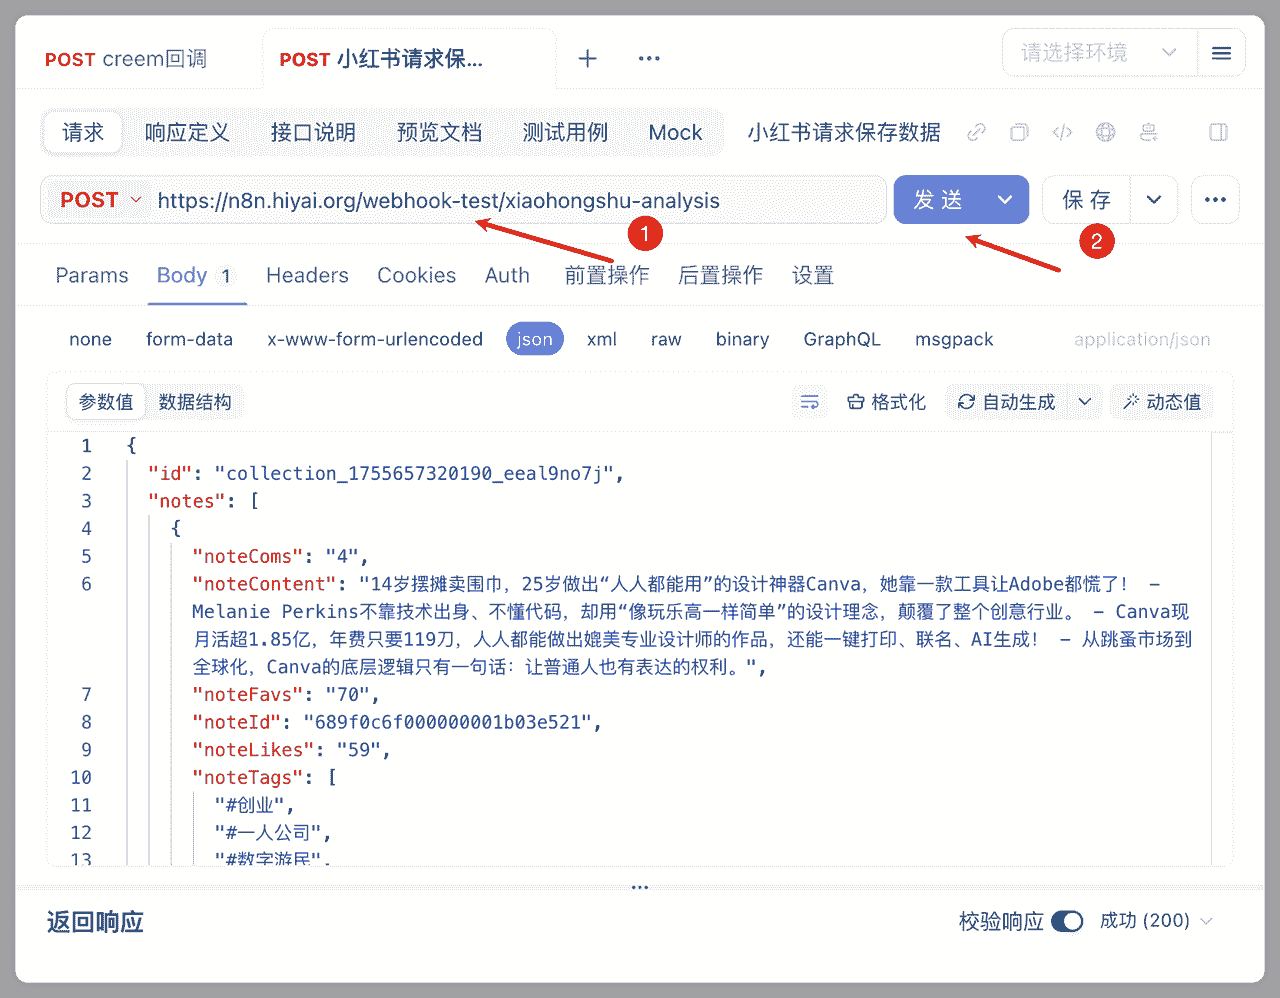 POST creem回调
POST 小红书请求保...
请选择环境
请求 响应定义 接口说明 预览文档 测试用例 Mock 小红书请求保存数据
POST https://n8n.hiyai.org/webhook-test/xiaohongshu-analysis 发 送 保 存
1
2
Params Body 1 Headers Cookies Auth 前置操作 后置操作 设置
none form-data x-www-form-urlencoded json xml raw binary GraphQL msgpack application/json
参数值 数据结构 格式化 自动生成 动态值
1 {
2 "id": "collection_1755657320190_eeal9no7j",
3 "notes": [
4 {
5 "noteComs": "4",
6 "noteContent": "14岁摆摊卖围巾，25岁做出“人人都能用”的设计神器Canva，她靠一款工具让Adobe都慌了！ -
Melanie Perkins不靠技术出身、不懂代码，却用“像玩乐高一样简单”的设计理念，颠覆了整个创意行业。 - Canva现
月活超1.85亿，年费只要119刀，人人都能做出媲美专业设计师的作品，还能一键打印、联名、AI生成！ - 从跳蚤市场到
全球化，Canva的底层逻辑只有一句话：让普通人也有表达的权利。",
7 "noteFavs": "70",
8 "noteId": "689f0c6f000000001b03e521",
9 "noteLikes": "59",
10 "noteTags": [
11 "#创业",
12 "#一人公司",
13 "#数字游民",
返回响应 校验响应 成功 (200)